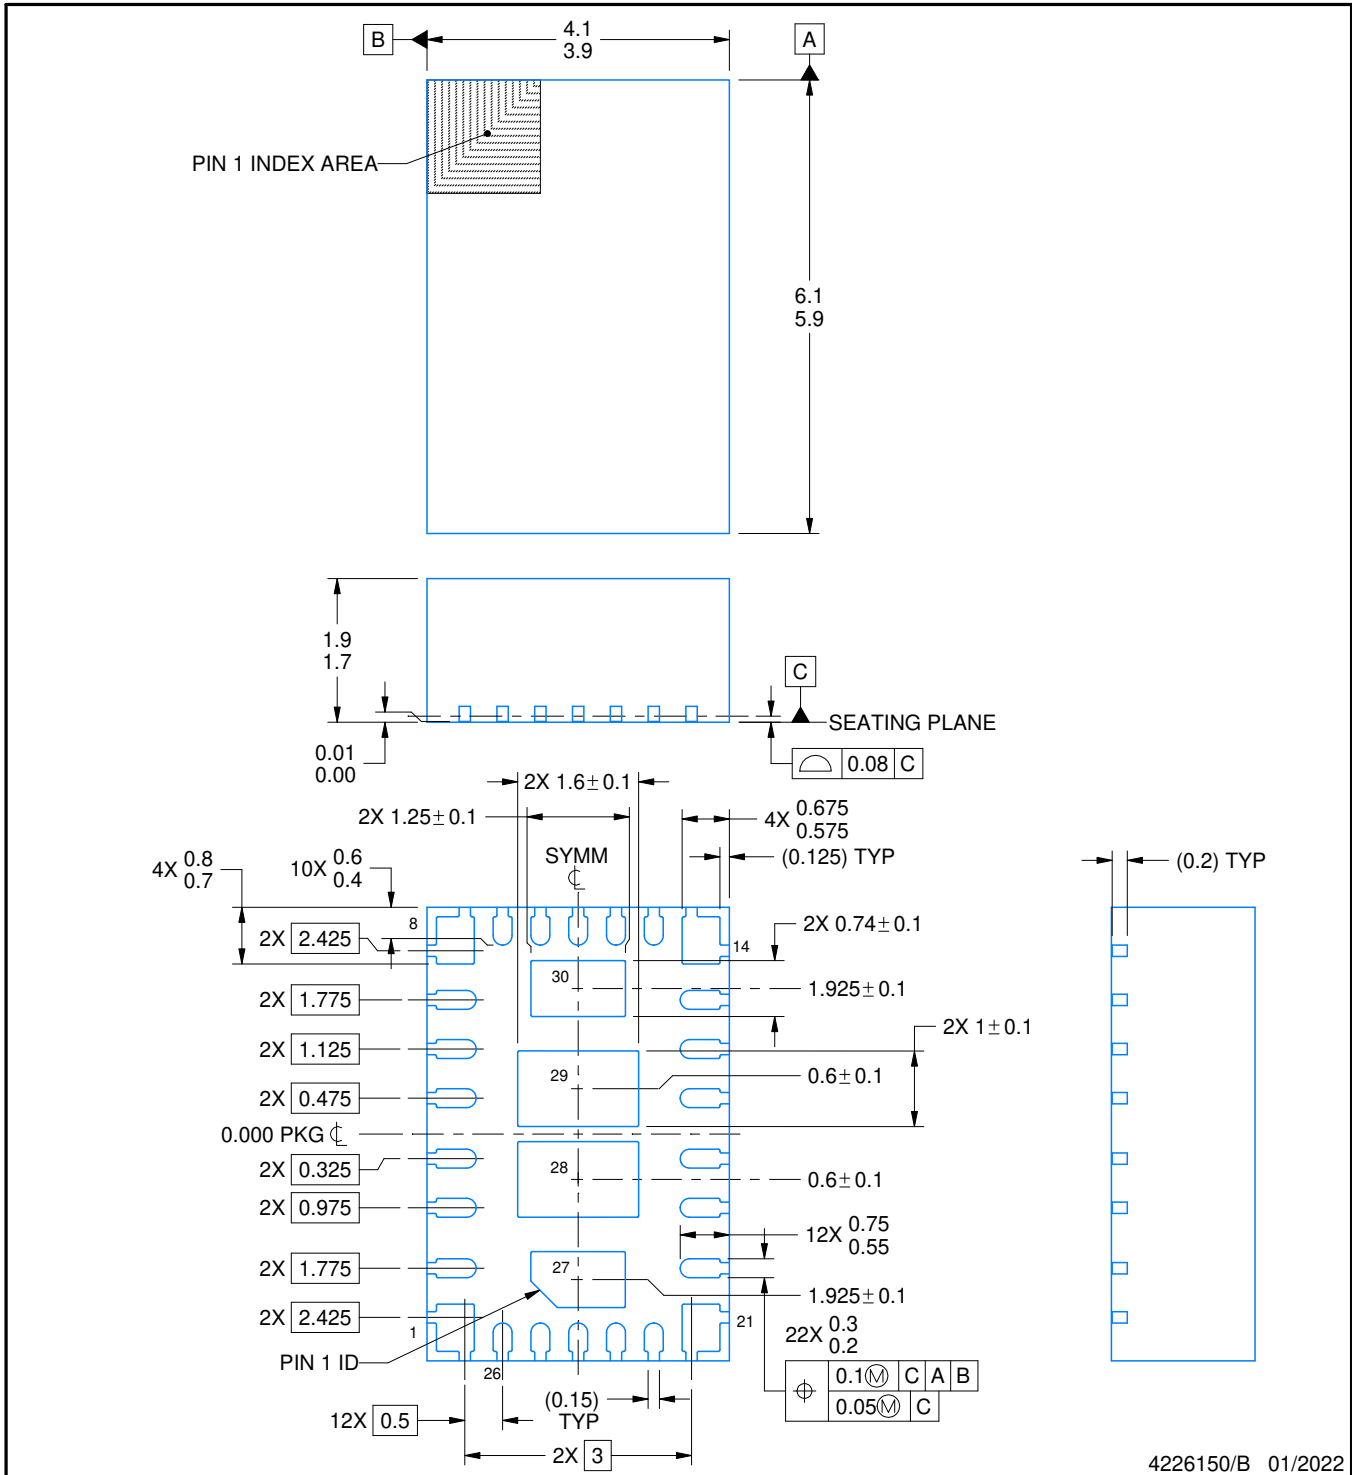 B
4.1
3.9
A
PIN 1 INDEX AREA
6.1
5.9
1.9
1.7
C
SEATING PLANE
0.01
0.00
0.08 C
2X 1.6±0.1
2X 1.25±0.1
4X 0.675
0.575
(0.125) TYP
(0.2) TYP
SYMM
℄
4X 0.8
0.7
10X 0.6
0.4
8
14
2X 2.425
2X 0.74±0.1
30
1.925±0.1
2X 1.775
2X 1±0.1
2X 1.125
29
0.6±0.1
2X 0.475
0.000 PKG ℄
2X 0.325
28
0.6±0.1
2X 0.975
12X 0.75
0.55
2X 1.775
27
1.925±0.1
2X 2.425
1
21
22X 0.3
0.2
PIN 1 ID
26
0.1Ⓜ C A B
0.05Ⓜ C
(0.15)
TYP
12X 0.5
2X 3
4226150/B 01/2022